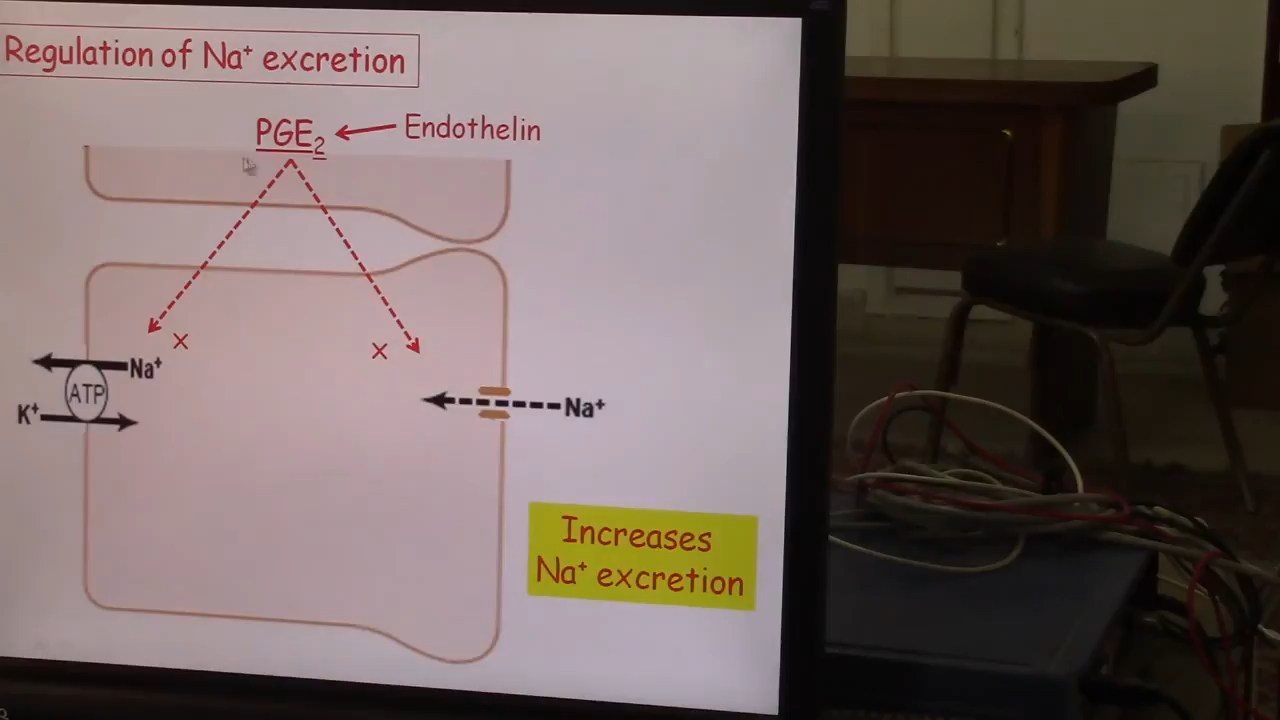 Regulation of Na⁺ excretion
PGE₂
Endothelin
×
×
Na⁺
ATP
K⁺
Na⁺
Increases
Na⁺ excretion